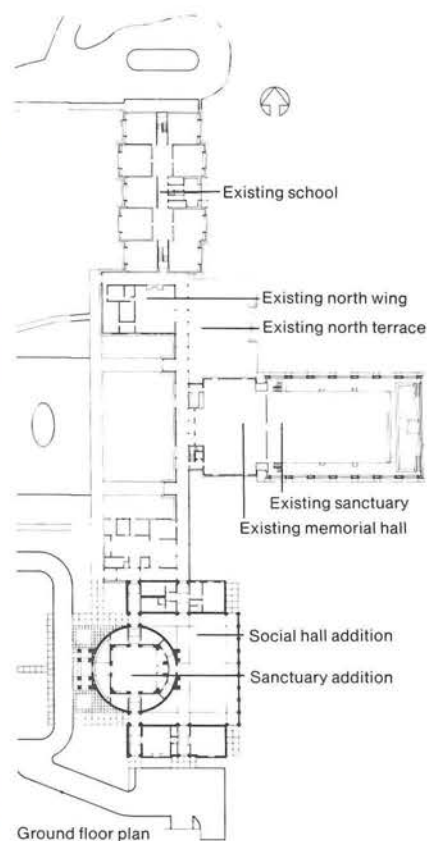 Existing school
Existing north wing
Existing north terrace
Existing sanctuary
Existing memorial hall
Social hall addition
Sanctuary addition
Ground floor plan